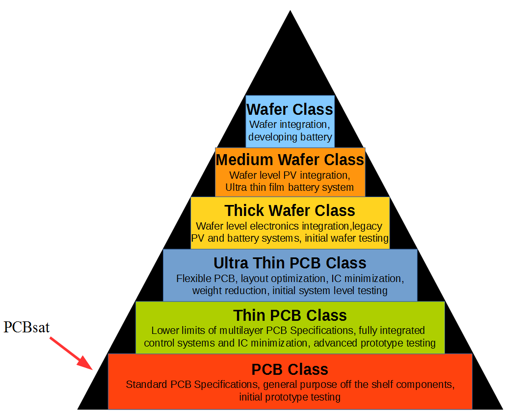 Wafer Class
Wafer integration,
developing battery
Medium Wafer Class
Wafer level PV integration,
Ultra thin film battery system
Thick Wafer Class
Wafer level electronics integration,legacy
PV and battery systems, initial wafer testing
Ultra Thin PCB Class
Flexible PCB, layout optimization, IC minimization,
weight reduction, initial system level testing
Thin PCB Class
Lower limits of multilayer PCB Specifications, fully integrated
control systems and IC minimization, advanced prototype testing
PCBsat
PCB Class
Standard PCB Specifications, general purpose off the shelf components,
initial prototype testing